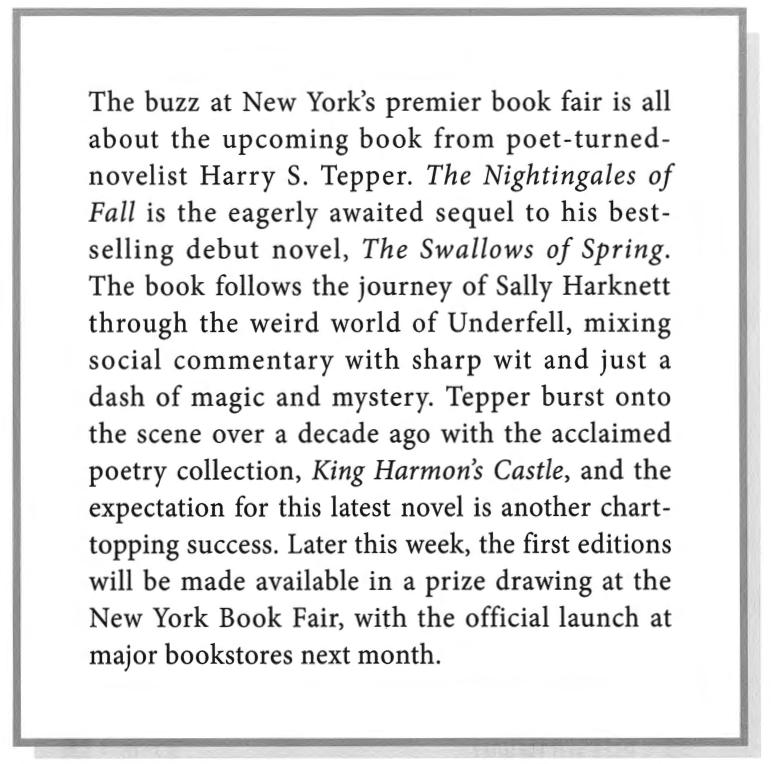 The buzz at New York's premier book fair is all
about the upcoming book from poet-turned-
novelist Harry S. Tepper. The Nightingales of
Fall is the eagerly awaited sequel to his best-
selling debut novel, The Swallows of Spring.
The book follows the journey of Sally Harknett
through the weird world of Underfell, mixing
social commentary with sharp wit and just a
dash of magic and mystery. Tepper burst onto
the scene over a decade ago with the acclaimed
poetry collection, King Harmon's Castle, and the
expectation for this latest novel is another chart-
topping success. Later this week, the first editions
will be made available in a prize drawing at the
New York Book Fair, with the official launch at
major bookstores next month.